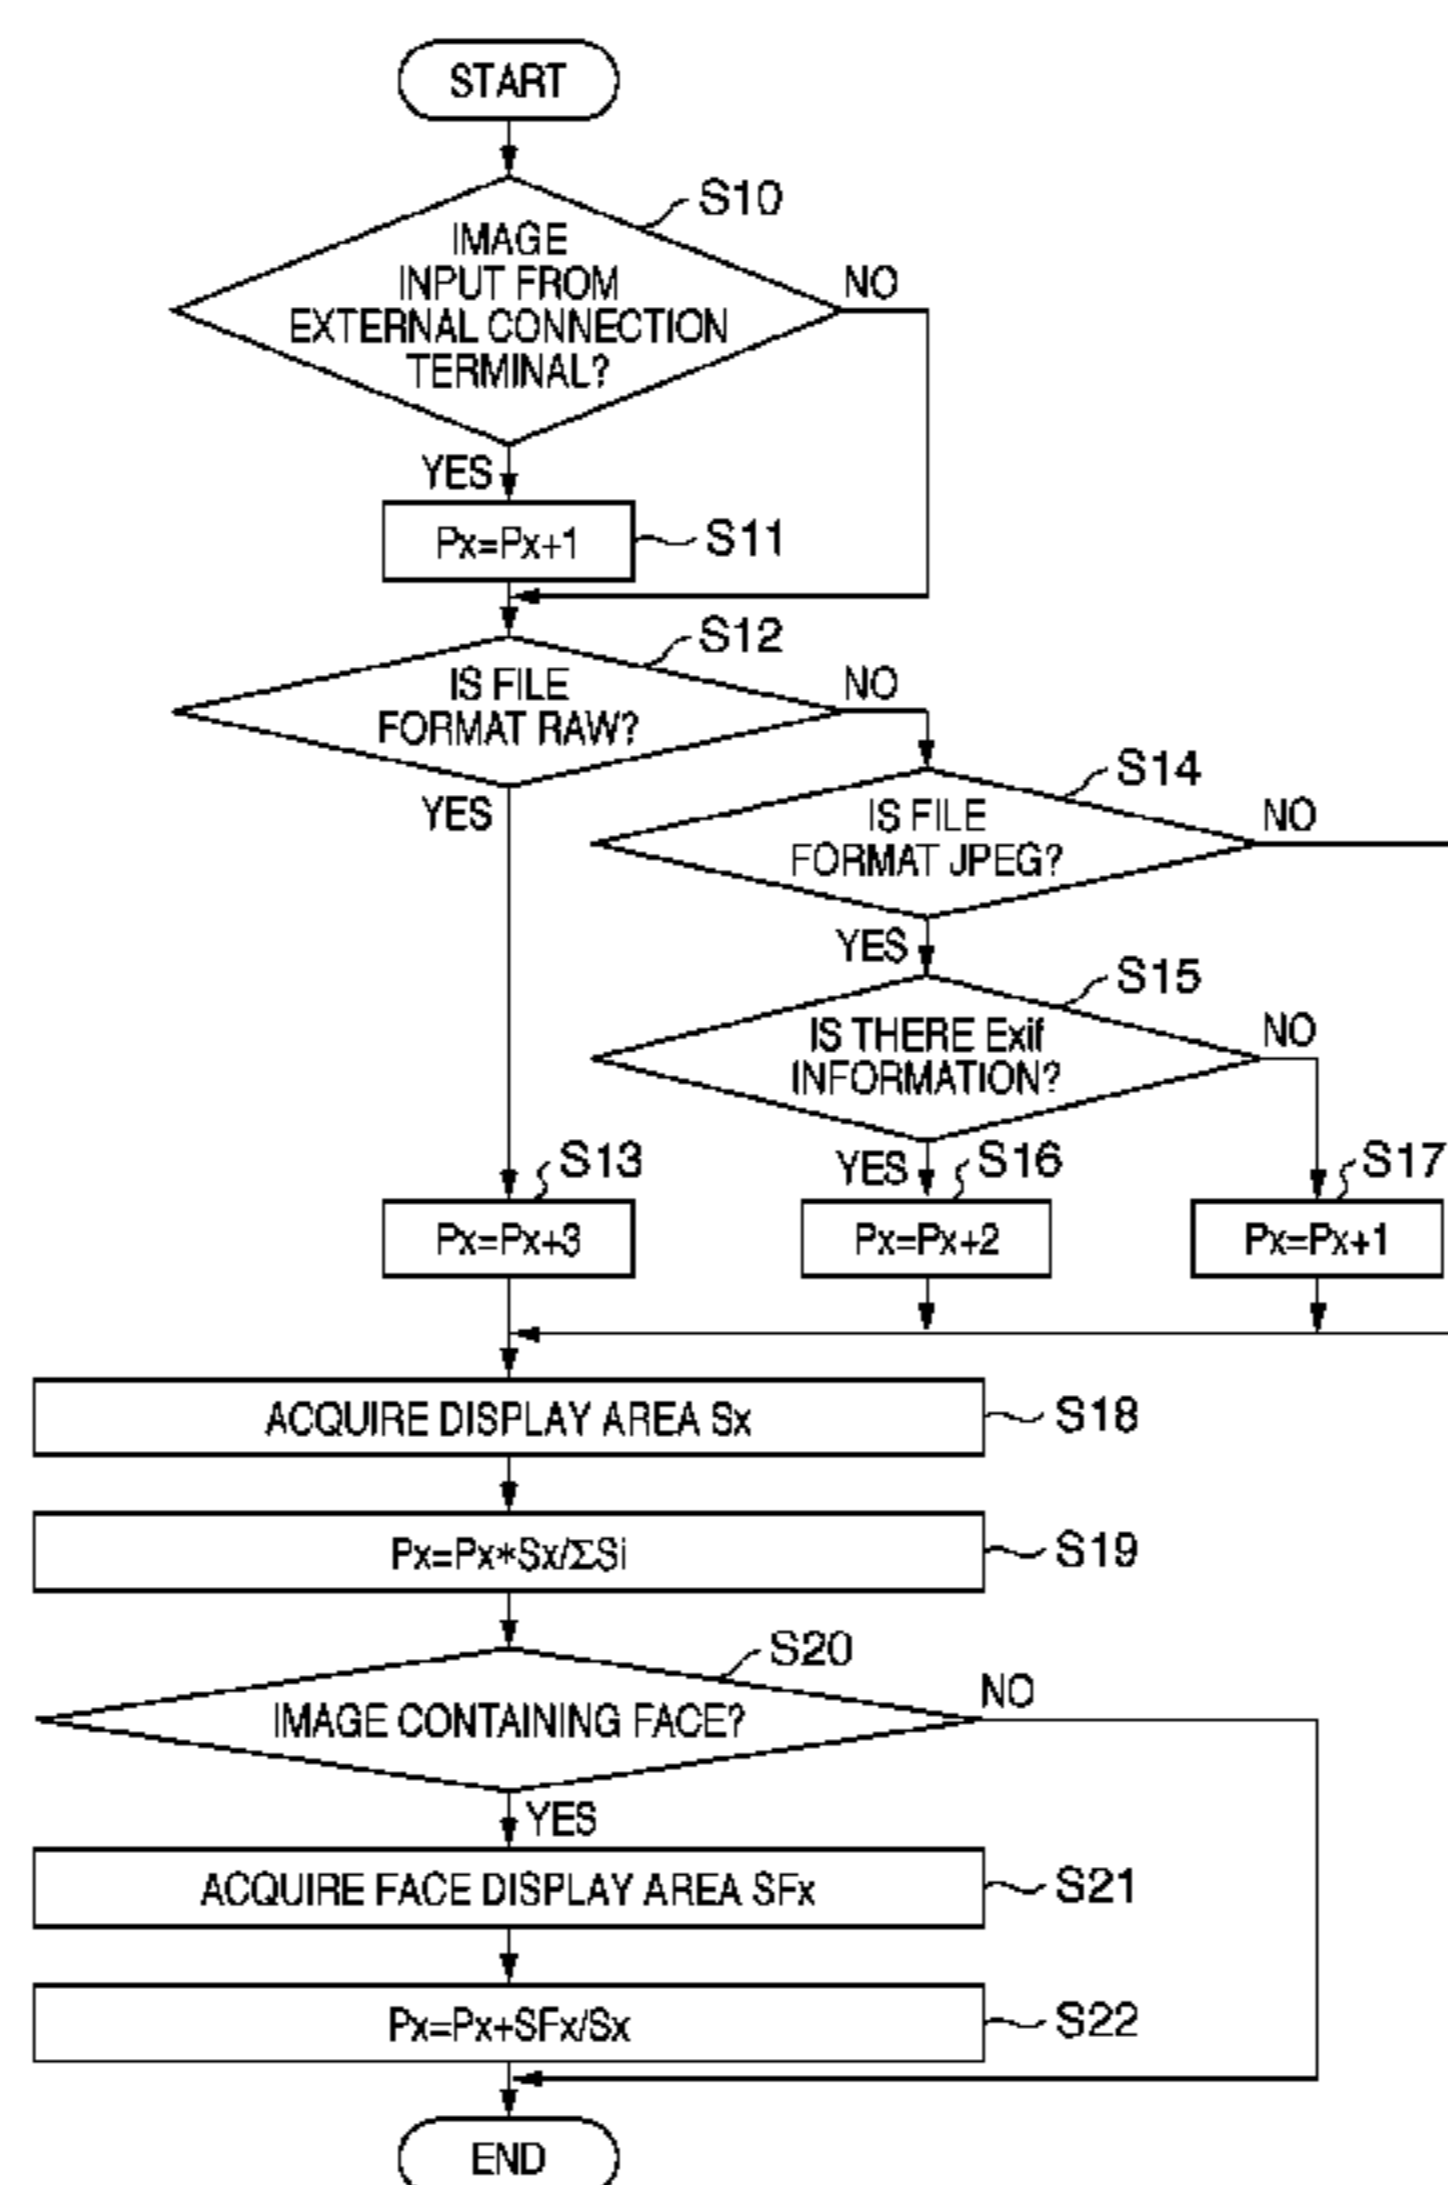 START
S10
IMAGE
INPUT FROM
EXTERNAL CONNECTION
TERMINAL?
NO
YES
Px=Px+1
S11
S12
IS FILE
FORMAT RAW?
NO
YES
S14
IS FILE
FORMAT JPEG?
NO
YES
S15
IS THERE Exif
INFORMATION?
NO
YES
S13
S16
S17
Px=Px+3
Px=Px+2
Px=Px+1
ACQUIRE DISPLAY AREA Sx
S18
Px=Px*Sx/ΣSi
S19
S20
IMAGE CONTAINING FACE?
NO
YES
ACQUIRE FACE DISPLAY AREA SFx
S21
Px=Px+SFx/Sx
S22
END